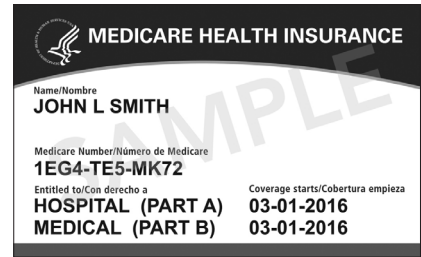 MEDICARE HEALTH INSURANCE
Name/Nombre
JOHN L SMITH
Medicare Number/Número de Medicare
1EG4-TE5-MK72
Entitled to/Con derecho a Coverage starts/Cobertura empieza
HOSPITAL (PART A) 03-01-2016
MEDICAL (PART B) 03-01-2016
SAMPLE